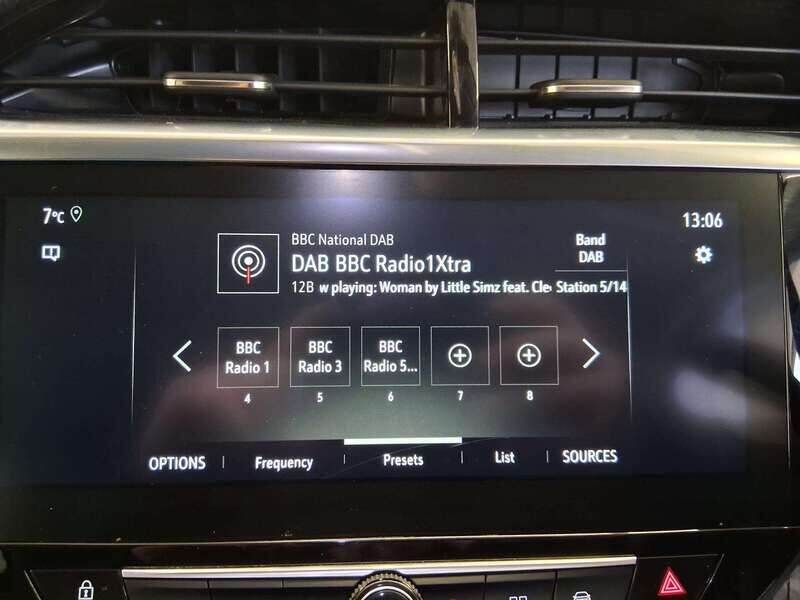 7°C 13:06
BBC National DAB Band
DAB BBC Radio1Xtra DAB
12B w playing: Woman by Little Simz feat. Cle Station 5/14
BBC BBC BBC
Radio 1 Radio 3 Radio 5...
4 5 6 7 8
OPTIONS Frequency Presets List SOURCES